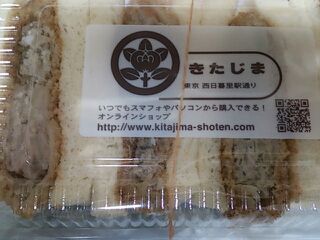 きたじま
東京 西日暮里駅通り
いつでもスマフォやパソコンから購入できる!
オンラインショップ
http://www.kitajima-shoten.com